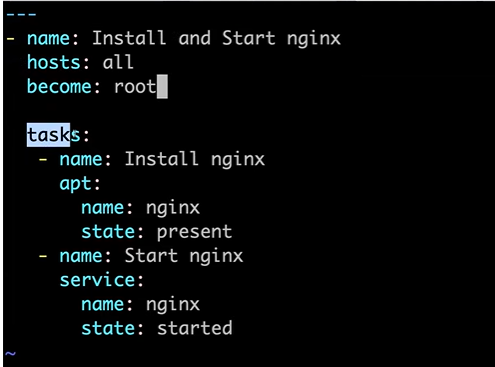 ---
- name: Install and Start nginx
  hosts: all
  become: root

  tasks:
   - name: Install nginx
     apt:
       name: nginx
       state: present
   - name: Start nginx
     service:
       name: nginx
       state: started
~